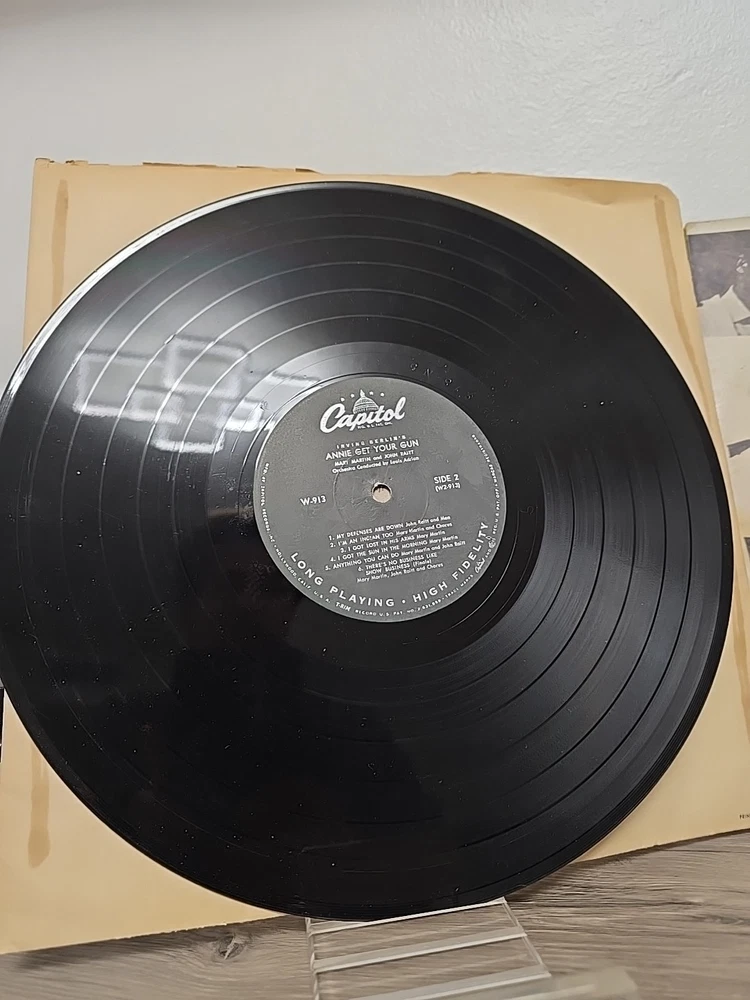 Capitol
IRVING BERLIN'S
ANNIE GET YOUR GUN
MARY MARTIN and JOHN RAITT
Orchestra Conducted by Louis Adrian
W-913
SIDE 2
(W2-913)
1. MY DEFENSES ARE DOWN John Raitt and Men
2. I'M AN INDIAN TOO Mary Martin and Chorus
3. I GOT LOST IN HIS ARMS Mary Martin
4. I GOT THE SUN IN THE MORNING Mary Martin
5. ANYTHING YOU CAN DO Mary Martin and John Raitt
6. THERE'S NO BUSINESS LIKE
SHOW BUSINESS (Finale)
Mary Martin, John Raitt and Chorus
LONG PLAYING • HIGH FIDELITY